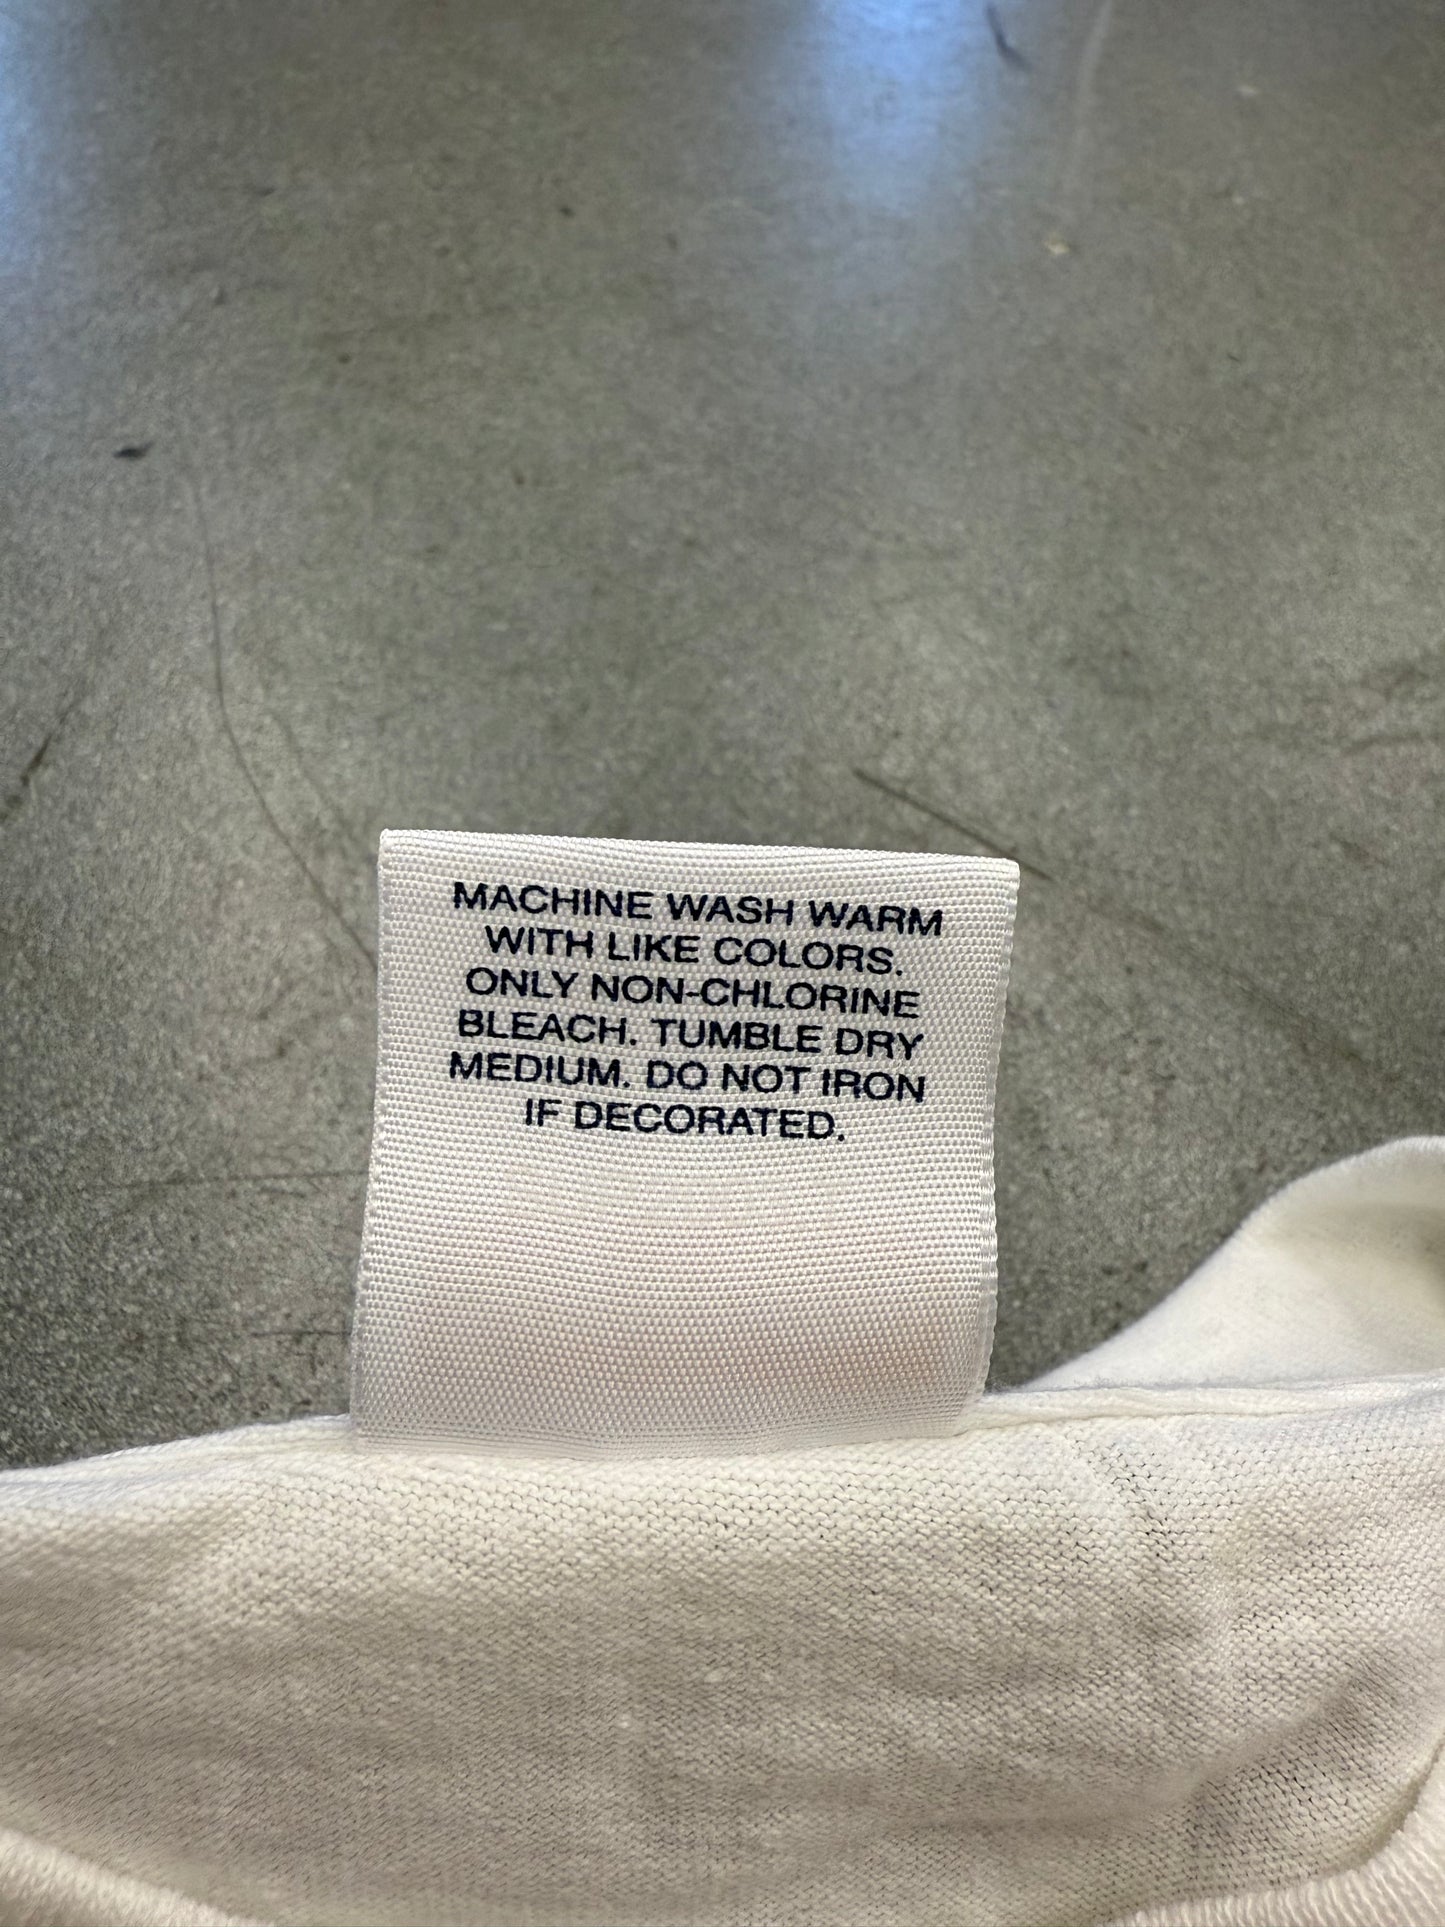 MACHINE WASH WARM
WITH LIKE COLORS.
ONLY NON-CHLORINE
BLEACH. TUMBLE DRY
MEDIUM. DO NOT IRON
IF DECORATED.